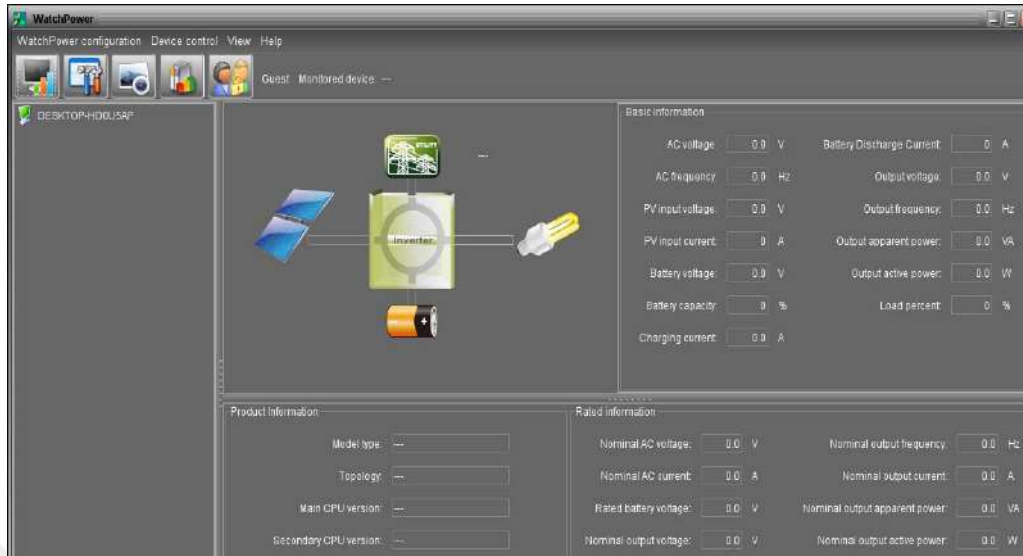 WatchPower
WatchPower configuration Device control View Help
Guest Monitored device: ---
DESKTOP-HD0U5AP
UTILITY
---
Inverter
Basic information
AC voltage: 0.0 V Battery Discharge Current: 0 A
AC frequency: 0.0 Hz Output voltage: 0.0 V
PV input voltage: 0.0 V Output frequency: 0.0 Hz
PV input current: 0 A Output apparent power: 0.0 VA
Battery voltage: 0.0 V Output active power: 0.0 W
Battery capacity: 0 % Load percent: 0 %
Charging current: 0.0 A
Product Information
Model type: ---
Topology: ---
Main CPU version: ---
Secondary CPU version: ---
Rated information
Nominal AC voltage: 0.0 V Nominal output frequency: 0.0 Hz
Nominal AC current: 0.0 A Nominal output current: 0.0 A
Rated battery voltage: 0.0 V Nominal output apparent power: 0.0 VA
Nominal output voltage: 0.0 V Nominal output active power: 0.0 W